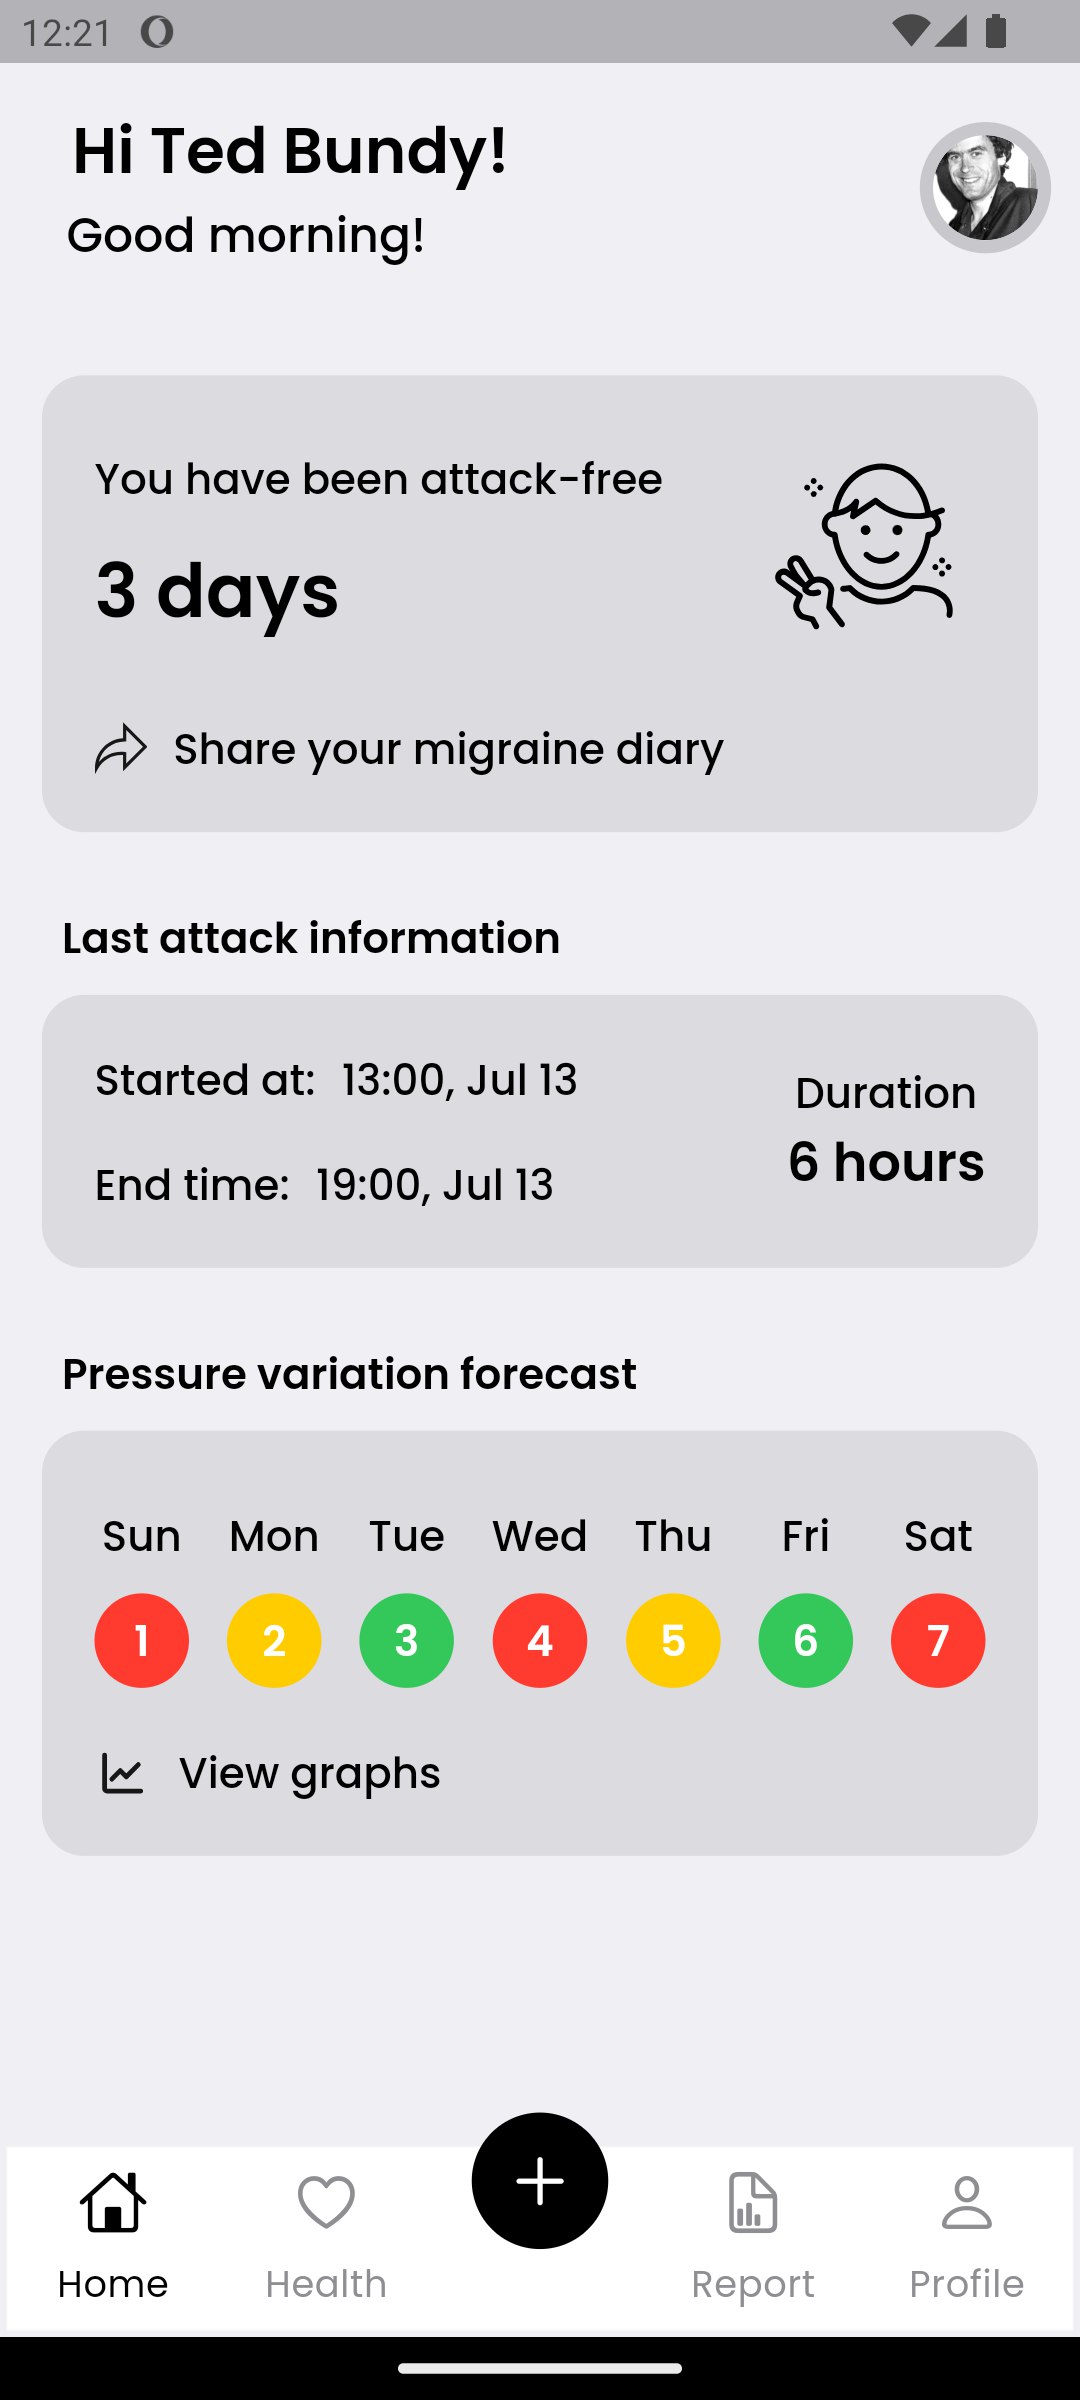 12:21
Hi Ted Bundy!
Good morning!
You have been attack-free
3 days
Share your migraine diary
Last attack information
Started at: 13:00, Jul 13
End time: 19:00, Jul 13
Duration
6 hours
Pressure variation forecast
Sun Mon Tue Wed Thu Fri Sat
1 2 3 4 5 6 7
View graphs
Home Health Report Profile